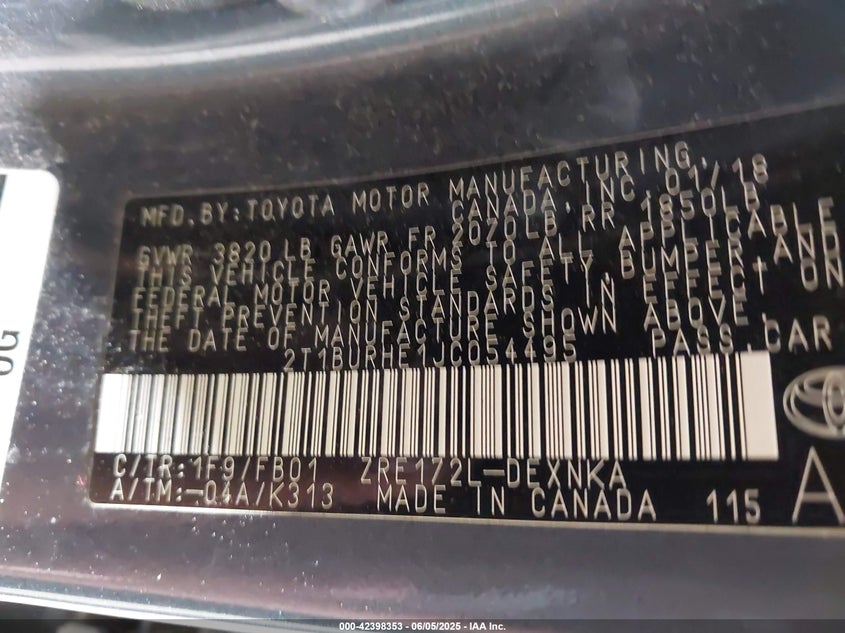 MFD. BY: TOYOTA MOTOR MANUFACTURING,
CANADA, INC. 01/18
GVWR 3820 LB GAWR FR 2020LB RR 1850LB
THIS VEHICLE CONFORMS TO ALL APPLICABLE
FEDERAL MOTOR VEHICLE SAFETY, BUMPER, AND
THEFT PREVENTION STANDARDS IN EFFECT ON
THE DATE OF MANUFACTURE SHOWN ABOVE.
2T1BURHE1JC054495 PASS.CAR
C/TR: 1F9/FB01 ZRE172L-DEXNKA
A/TM: -04A/K313 MADE IN CANADA 115 A
000-42398353 - 06/05/2025 - IAA Inc.